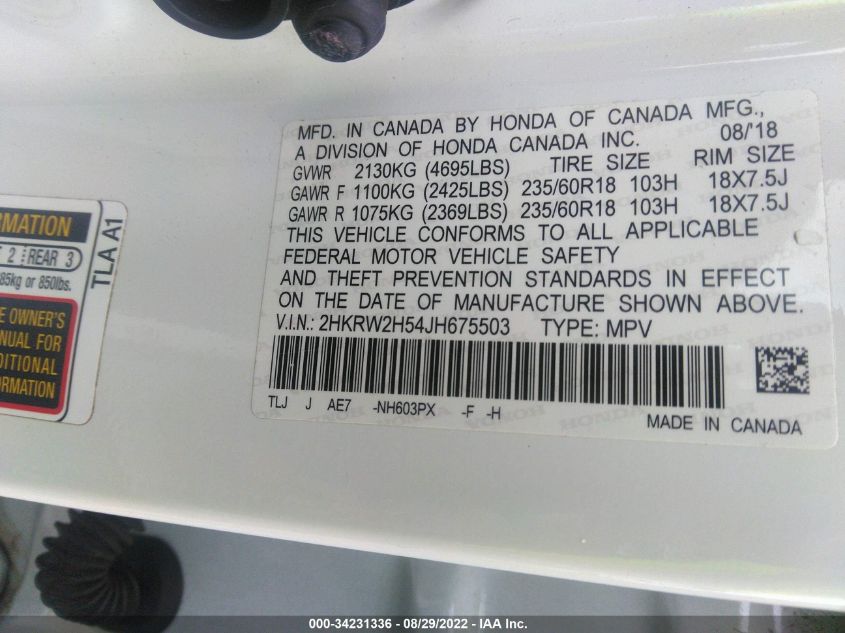 MFD. IN CANADA BY HONDA OF CANADA MFG.,
A DIVISION OF HONDA CANADA INC. 08/'18
GVWR 2130KG (4695LBS) TIRE SIZE RIM SIZE
GAWR F 1100KG (2425LBS) 235/60R18 103H 18X7.5J
GAWR R 1075KG (2369LBS) 235/60R18 103H 18X7.5J
THIS VEHICLE CONFORMS TO ALL APPLICABLE
FEDERAL MOTOR VEHICLE SAFETY
AND THEFT PREVENTION STANDARDS IN EFFECT
ON THE DATE OF MANUFACTURE SHOWN ABOVE.
V.I.N.: 2HKRW2H54JH675503 TYPE: MPV
TLJ J AE7 -NH603PX -F -H
MADE IN CANADA
2 REAR 3
85kg or 850lbs.
OWNER'S
FOR
TLA A1
000-34231336 - 08/29/2022 - IAA Inc.